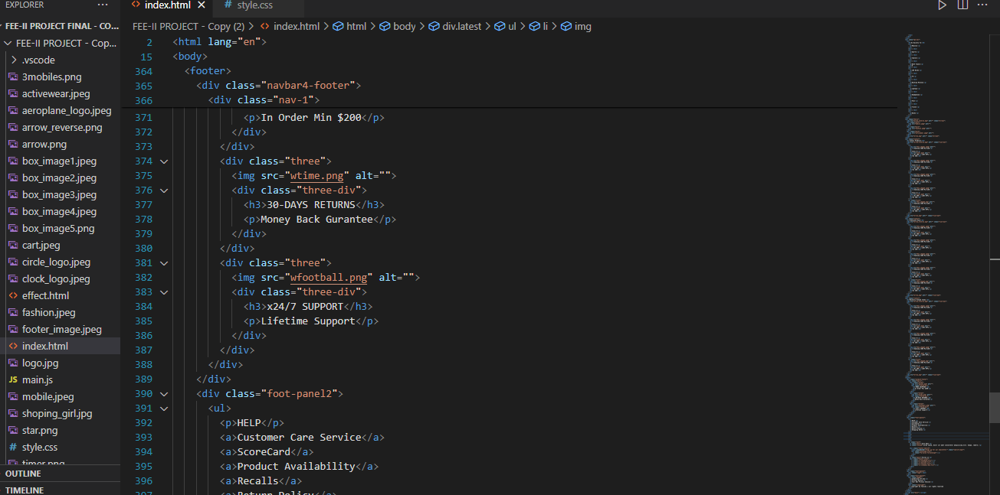 EXPLORER ··· <> index.html × # style.css ···
FEE-II PROJECT FINAL - CO...
FEE-II PROJECT - Cop...
.vscode
3mobiles.png
activewear.jpeg
aeroplane_logo.jpeg
arrow_reverse.png
arrow.png
box_image1.jpeg
box_image2.jpeg
box_image3.jpeg
box_image4.jpeg
box_image5.png
cart.jpeg
circle_logo.jpeg
clock_logo.jpeg
<> effect.html
fashion.jpeg
footer_image.jpeg
<> index.html
logo.jpg
JS main.js
mobile.jpeg
shoping_girl.jpg
star.png
# style.css
timer.png
OUTLINE
TIMELINE
FEE-II PROJECT - Copy (2) > <> index.html > html > body > div.latest > ul > li > img
2 <html lang="en">
15 <body>
364 <footer>
365 <div class="navbar4-footer">
366 <div class="nav-1">
371 <p>In Order Min $200</p>
372 </div>
373 </div>
374 <div class="three">
375 <img src="wtime.png" alt="">
376 <div class="three-div">
377 <h3>30-DAYS RETURNS</h3>
378 <p>Money Back Gurantee</p>
379 </div>
380 </div>
381 <div class="three">
382 <img src="wfootball.png" alt="">
383 <div class="three-div">
384 <h3>x24/7 SUPPORT</h3>
385 <p>Lifetime Support</p>
386 </div>
387 </div>
388 </div>
389 </div>
390 <div class="foot-panel2">
391 <ul>
392 <p>HELP</p>
393 <a>Customer Care Service</a>
394 <a>ScoreCard</a>
395 <a>Product Availability</a>
396 <a>Recalls</a>
397 <a>Return Policy</a>